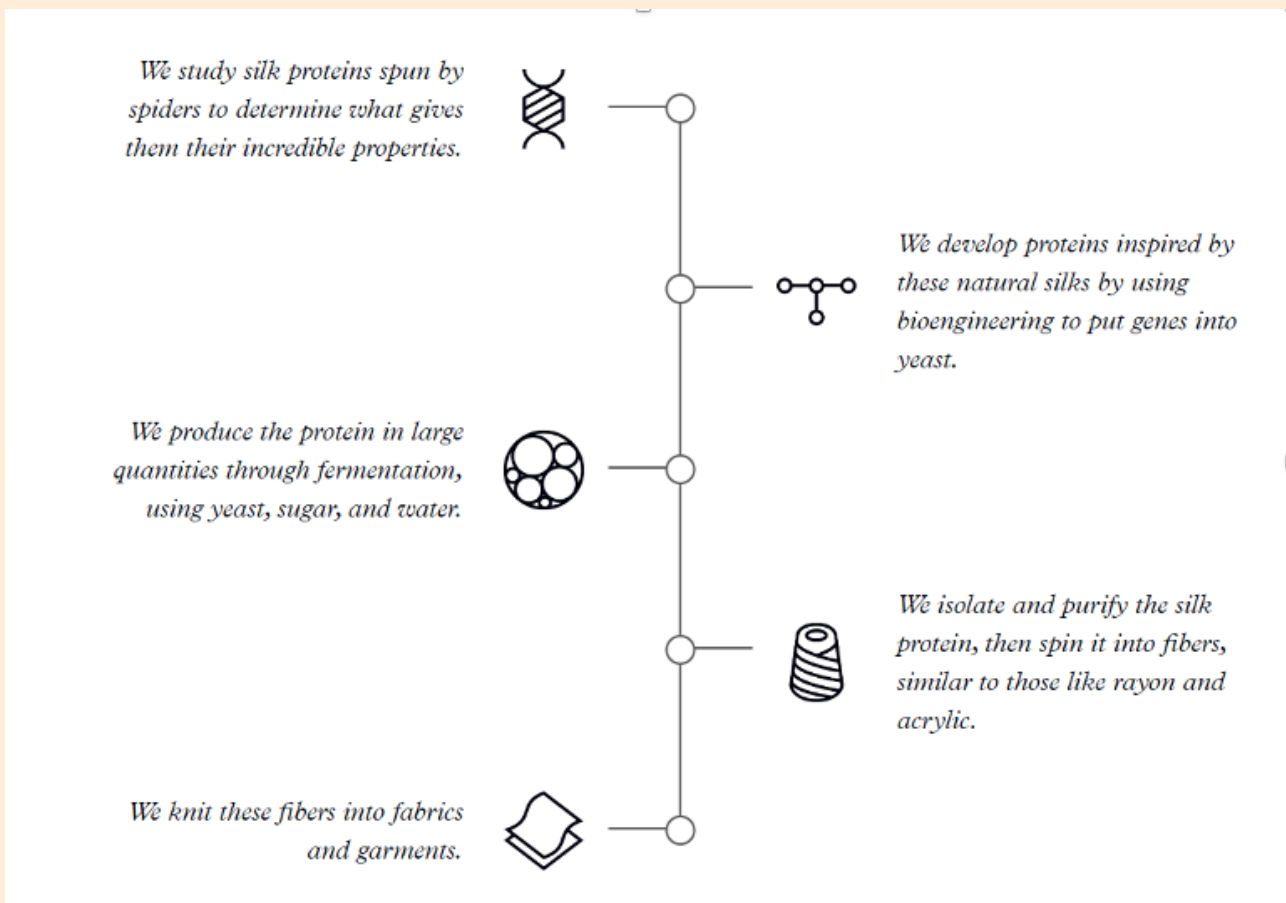 We study silk proteins spun by
spiders to determine what gives
them their incredible properties.
We develop proteins inspired by
these natural silks by using
bioengineering to put genes into
yeast.
We produce the protein in large
quantities through fermentation,
using yeast, sugar, and water.
We isolate and purify the silk
protein, then spin it into fibers,
similar to those like rayon and
acrylic.
We knit these fibers into fabrics
and garments.